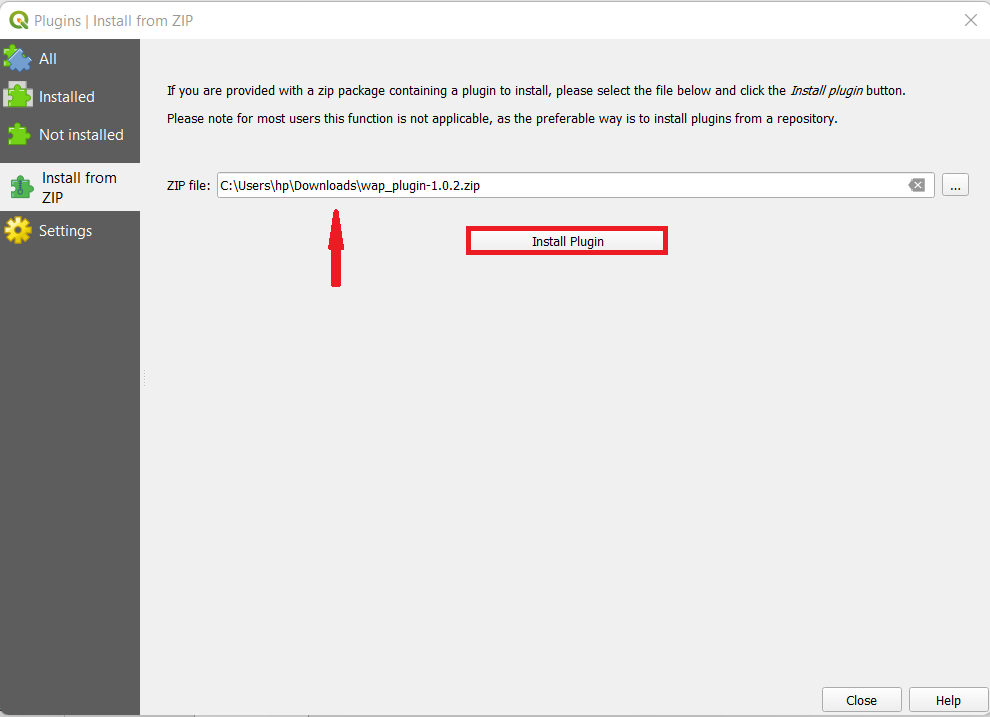 Plugins | Install from ZIP
All
Installed
Not installed
Install from
ZIP
Settings
If you are provided with a zip package containing a plugin to install, please select the file below and click the Install plugin button.
Please note for most users this function is not applicable, as the preferable way is to install plugins from a repository.
ZIP file: C:\Users\hp\Downloads\wap_plugin-1.0.2.zip ...
Install Plugin
Close Help